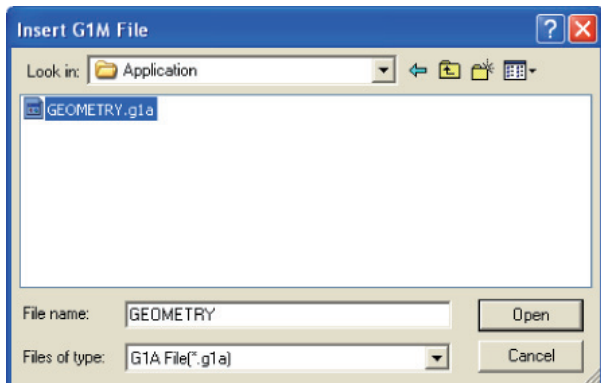 Insert G1M File
Look in: Application
GEOMETRY.g1a
File name: GEOMETRY Open
Files of type: G1A File(*.g1a) Cancel